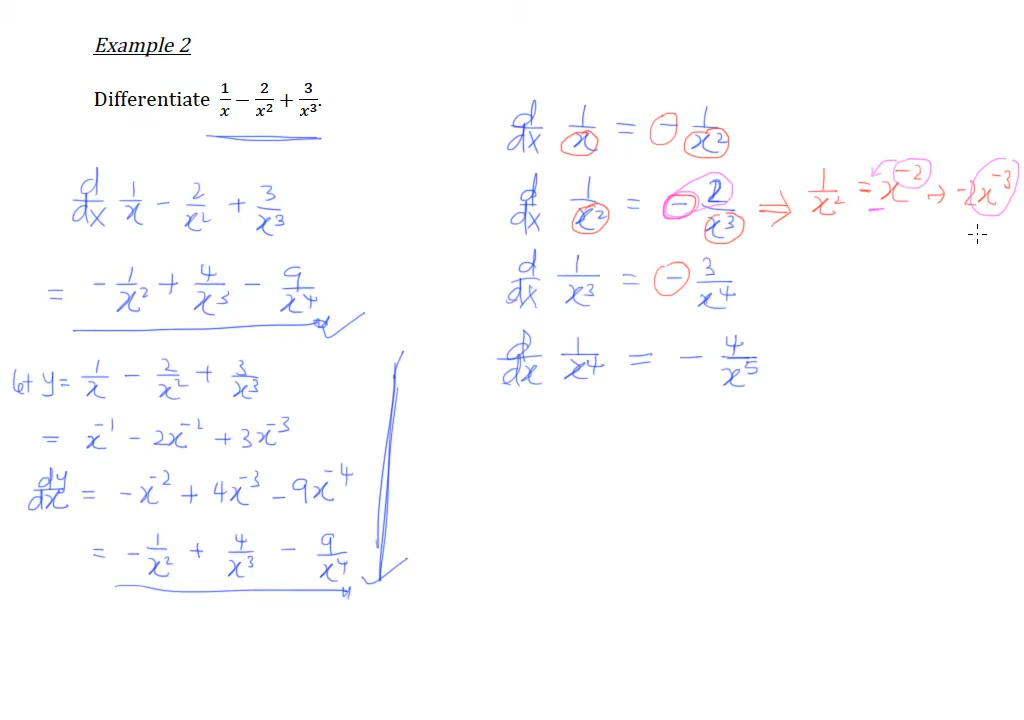 Example 2
Differentiate 1/x − 2/x² + 3/x³.
d/dx 1/x − 2/x² + 3/x³
= − 1/x² + 4/x³ − 9/x⁴
let y = 1/x − 2/x² + 3/x³
= x⁻¹ − 2x⁻² + 3x⁻³
dy/dx = −x⁻² + 4x⁻³ − 9x⁻⁴
= − 1/x² + 4/x³ − 9/x⁴
d/dx 1/x = − 1/x²
d/dx 1/x² = − 2/x³ ⇒ 1/x² = x⁻² → −2x⁻³
d/dx 1/x³ = − 3/x⁴
d/dx 1/x⁴ = − 4/x⁵